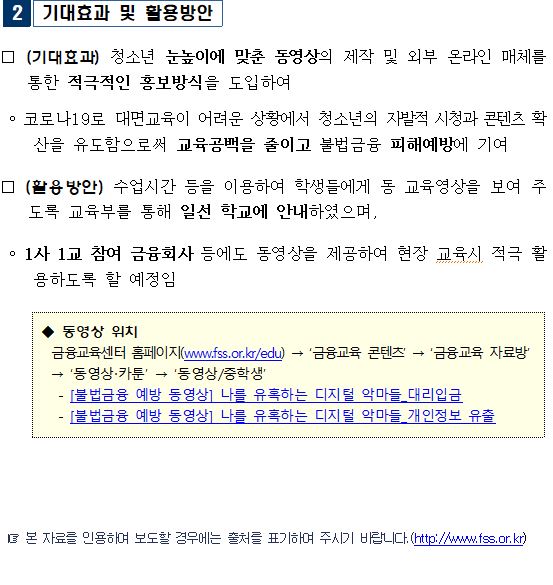 2 기대효과 및 활용방안
□ (기대효과) 청소년 눈높이에 맞춘 동영상의 제작 및 외부 온라인 매체를
통한 적극적인 홍보방식을 도입하여
◦ 코로나19로 대면교육이 어려운 상황에서 청소년의 자발적 시청과 콘텐츠 확
산을 유도함으로써 교육공백을 줄이고 불법금융 피해예방에 기여
□ (활용방안) 수업시간 등을 이용하여 학생들에게 동 교육영상을 보여 주
도록 교육부를 통해 일선 학교에 안내하였으며,
◦ 1사 1교 참여 금융회사 등에도 동영상을 제공하여 현장 교육시 적극 활
용하도록 할 예정임
◆ 동영상 위치
금융교육센터 홈페이지(www.fss.or.kr/edu) → ‘금융교육 콘텐츠’ → ‘금융교육 자료방’
→ ‘동영상·카툰’ → ‘동영상/중학생’
- [불법금융 예방 동영상] 나를 유혹하는 디지털 악마들_대리입금
- [불법금융 예방 동영상] 나를 유혹하는 디지털 악마들_개인정보 유출
☞ 본 자료를 인용하여 보도할 경우에는 출처를 표기하여 주시기 바랍니다.(http://www.fss.or.kr)